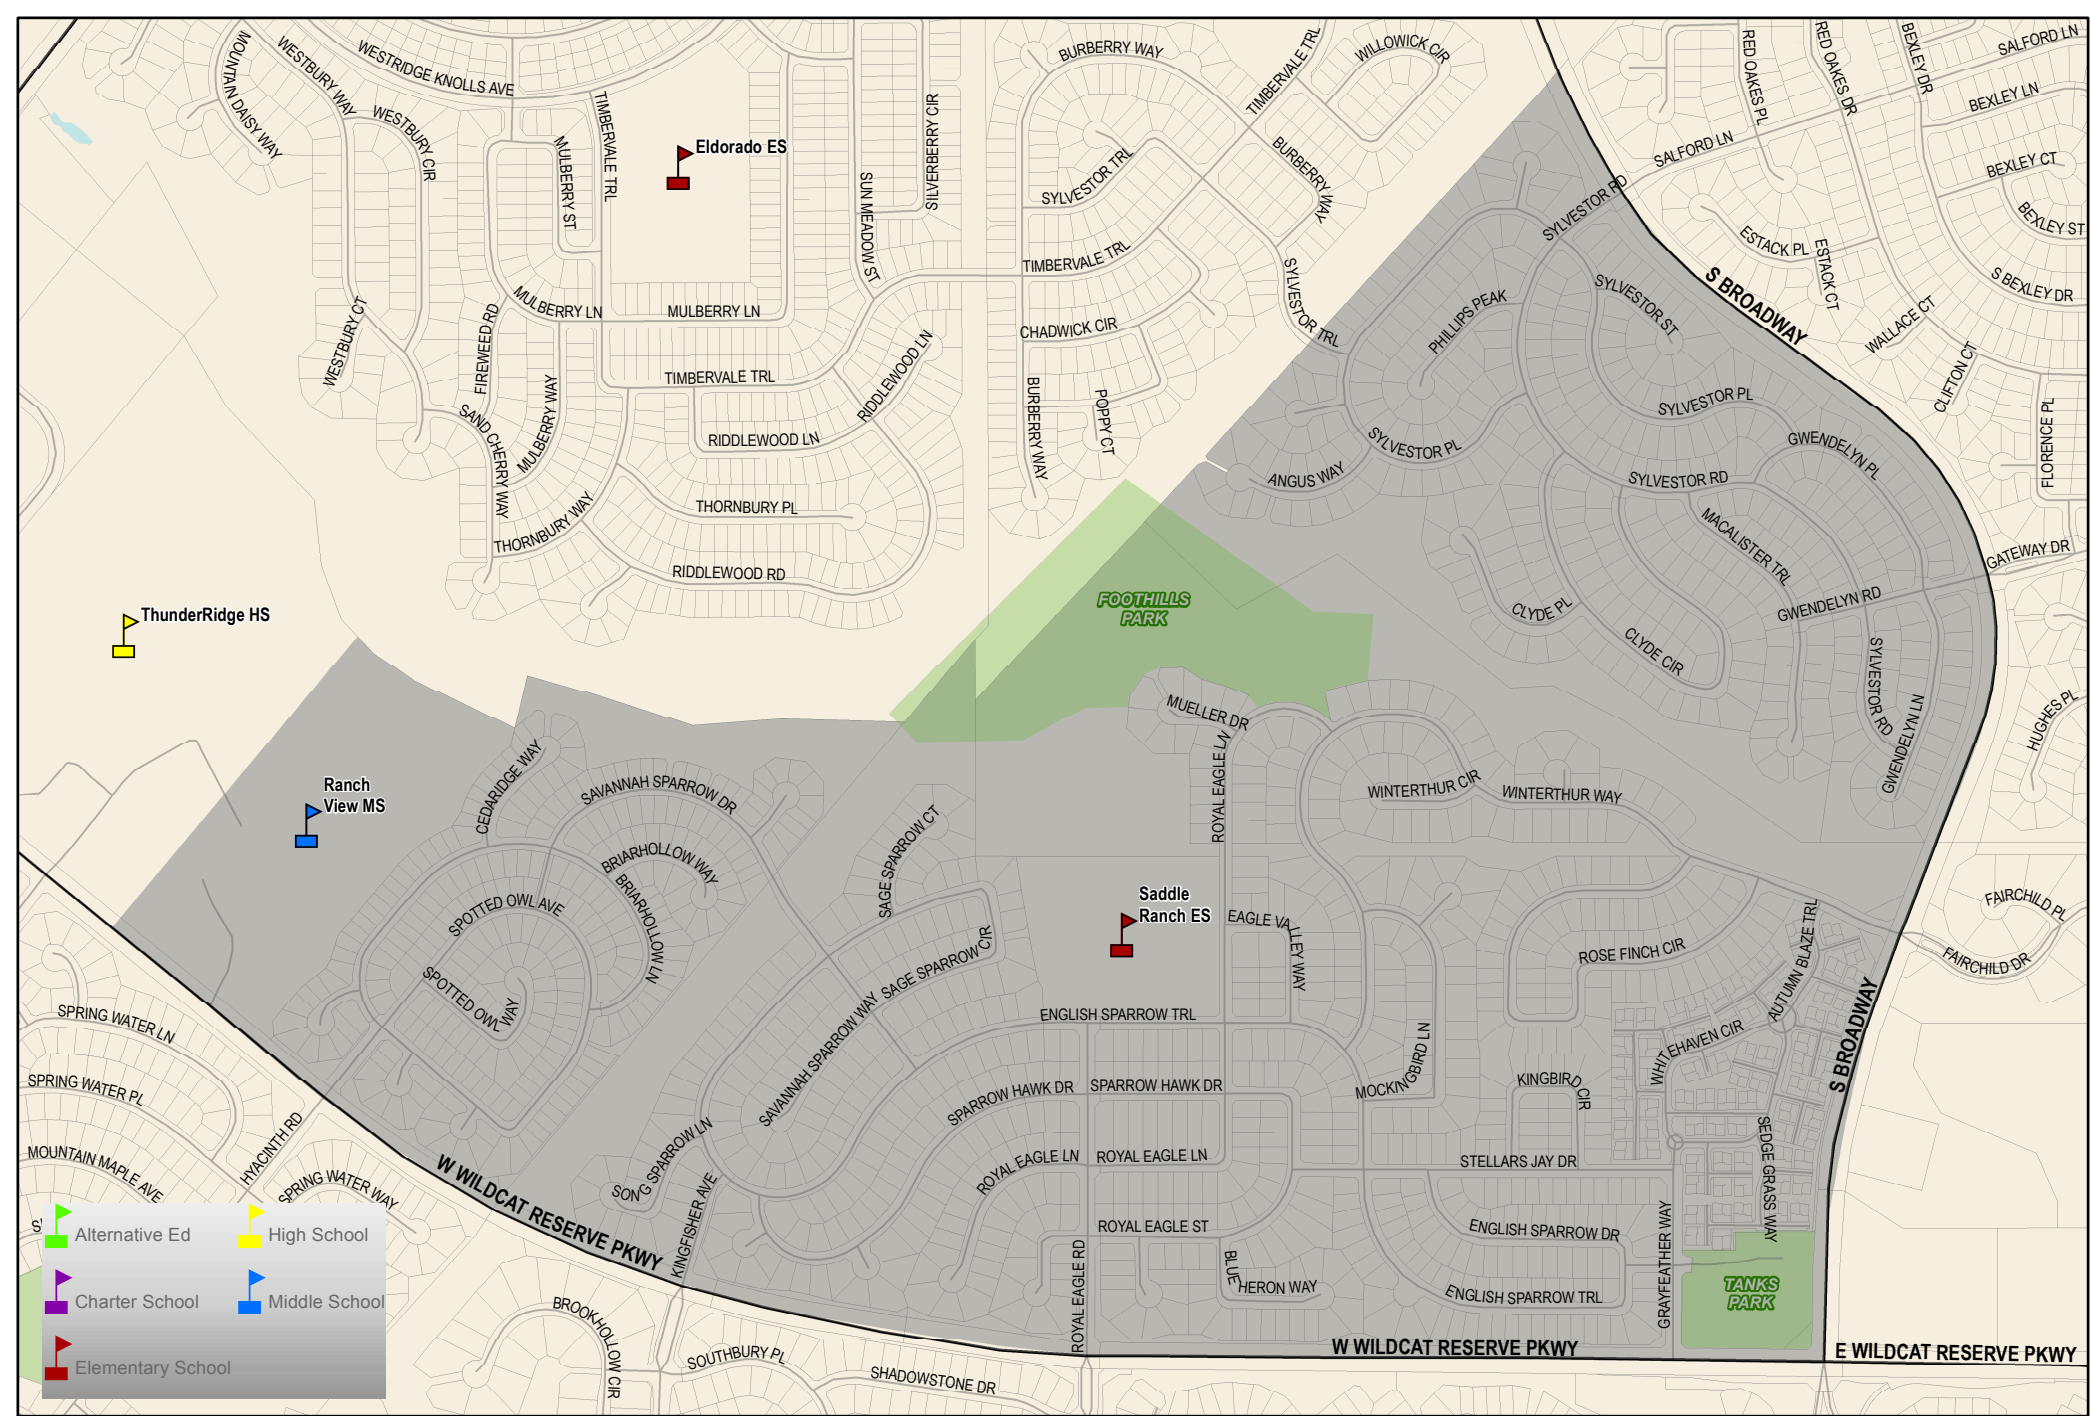 MOUNTAIN DAISY WAY
WESTBURY WAY
WESTRIDGE KNOLLS AVE
WESTBURY CIR
TIMBERVALE TRL
MULBERRY ST
Eldorado ES
SUN MEADOW ST
SILVERBERRY CIR
BURBERRY WAY
TIMBERVALE TRL
WILLOWICK CIR
SYLVESTOR TRL
BURBERRY WAY
TIMBERVALE TRL
SYLVESTOR TRL
RED OAKES PL
RED OAKES DR
BEXLEY DR
SALFORD LN
BEXLEY LN
SALFORD LN
BEXLEY CT
BEXLEY ST
SYLVESTOR RD
ESTACK PL
ESTACK CT
S BEXLEY DR
S BROADWAY
WALLACE CT
CLIFTON CT
FLORENCE PL
WESTBURY CT
FIREWEED RD
MULBERRY LN
MULBERRY LN
CHADWICK CIR
PHILLIPS PEAK
SYLVESTOR ST
TIMBERVALE TRL
RIDDLEWOOD LN
SAND CHERRY WAY
MULBERRY WAY
RIDDLEWOOD LN
BURBERRY WAY
POPPY CT
SYLVESTOR PL
GWENDELYN PL
SYLVESTOR PL
ANGUS WAY
SYLVESTOR RD
THORNBURY PL
THORNBURY WAY
MACALISTER TRL
GATEWAY DR
RIDDLEWOOD RD
FOOTHILLS
PARK
CLYDE PL
GWENDELYN RD
CLYDE CIR
SYLVESTOR RD
GWENDELYN LN
HUGHES PL
ThunderRidge HS
MUELLER DR
ROYAL EAGLE LN
Ranch
View MS
CEDARIDGE WAY
SAVANNAH SPARROW DR
WINTERTHUR CIR
WINTERTHUR WAY
SAGE SPARROW CT
BRIARHOLLOW WAY
BRIARHOLLOW LN
SPOTTED OWL AVE
Saddle
Ranch ES
EAGLE VALLEY WAY
SAGE SPARROW CIR
ROSE FINCH CIR
AUTUMN BLAZE TRL
FAIRCHILD PL
FAIRCHILD DR
SPOTTED OWL WAY
SPRING WATER LN
SAVANNAH SPARROW WAY
ENGLISH SPARROW TRL
MOCKINGBIRD LN
WHITEHAVEN CIR
S BROADWAY
SPRING WATER PL
SPARROW HAWK DR
SPARROW HAWK DR
KINGBIRD CIR
HYACINTH RD
SONG SPARROW LN
ROYAL EAGLE LN
ROYAL EAGLE LN
STELLARS JAY DR
SEDGE GRASS WAY
MOUNTAIN MAPLE AVE
SPRING WATER WAY
W WILDCAT RESERVE PKWY
KINGFISHER AVE
ROYAL EAGLE ST
ROYAL EAGLE RD
BLUE HERON WAY
ENGLISH SPARROW DR
ENGLISH SPARROW TRL
GRAYFEATHER WAY
TANKS
PARK
W WILDCAT RESERVE PKWY
E WILDCAT RESERVE PKWY
BROOKHOLLOW CIR
SOUTHBURY PL
SHADOWSTONE DR
Alternative Ed
High School
Charter School
Middle School
Elementary School